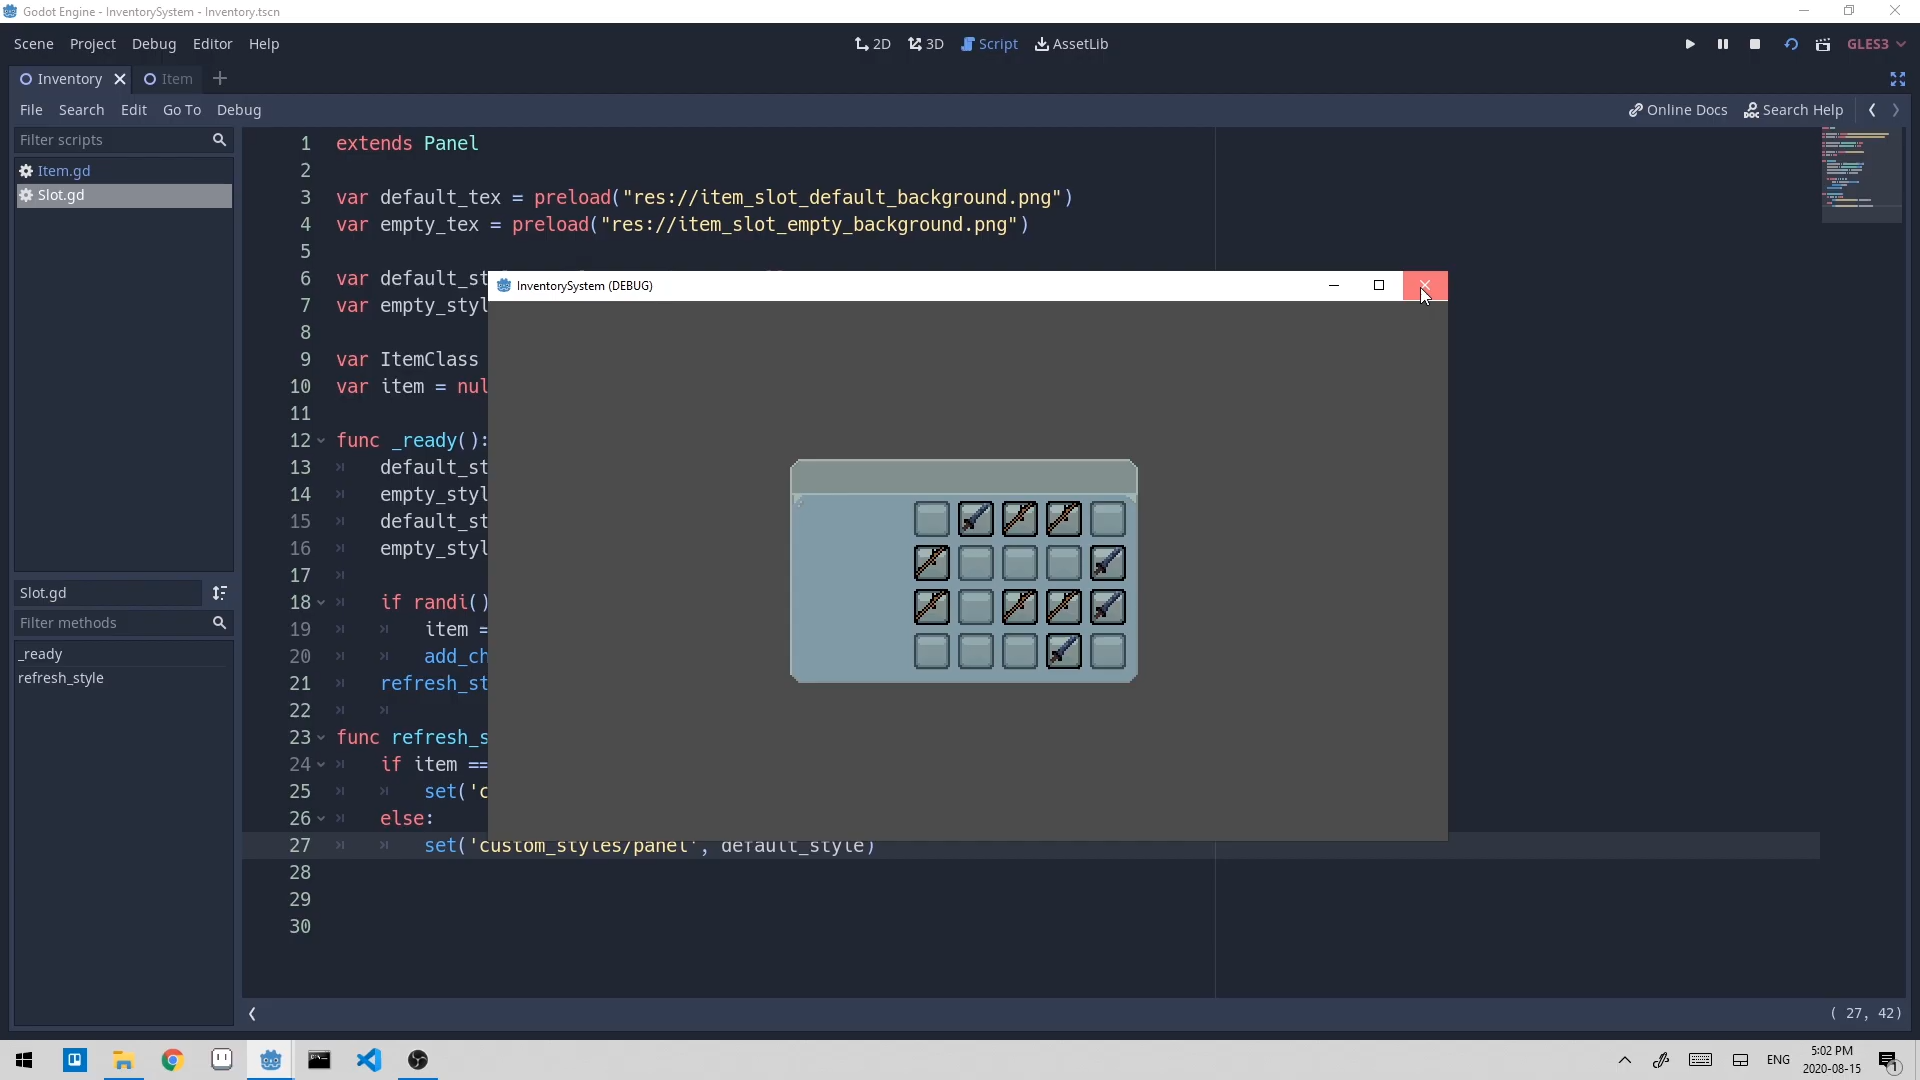 Godot Engine - InventorySystem - Inventory.tscn
Scene Project Debug Editor Help
2D 3D Script AssetLib
GLES3
Inventory
Item
File Search Edit Go To Debug
Online Docs Search Help
Filter scripts
Item.gd
Slot.gd
Slot.gd
Filter methods
_ready
refresh_style
1 extends Panel
2
3 var default_tex = preload("res://item_slot_default_background.png")
4 var empty_tex = preload("res://item_slot_empty_background.png")
5
6 var default_st
7 var empty_styl
8
9 var ItemClass
10 var item = nul
11
12 func _ready():
13 default_st
14 empty_styl
15 default_st
16 empty_styl
17
18 if randi()
19 item =
20 add_ch
21 refresh_st
22
23 func refresh_s
24 if item ==
25 set('c
26 else:
27 set('custom_styles/panel', default_style)
28
29
30
InventorySystem (DEBUG)
( 27, 42)
ENG
5:02 PM
2020-08-15
1